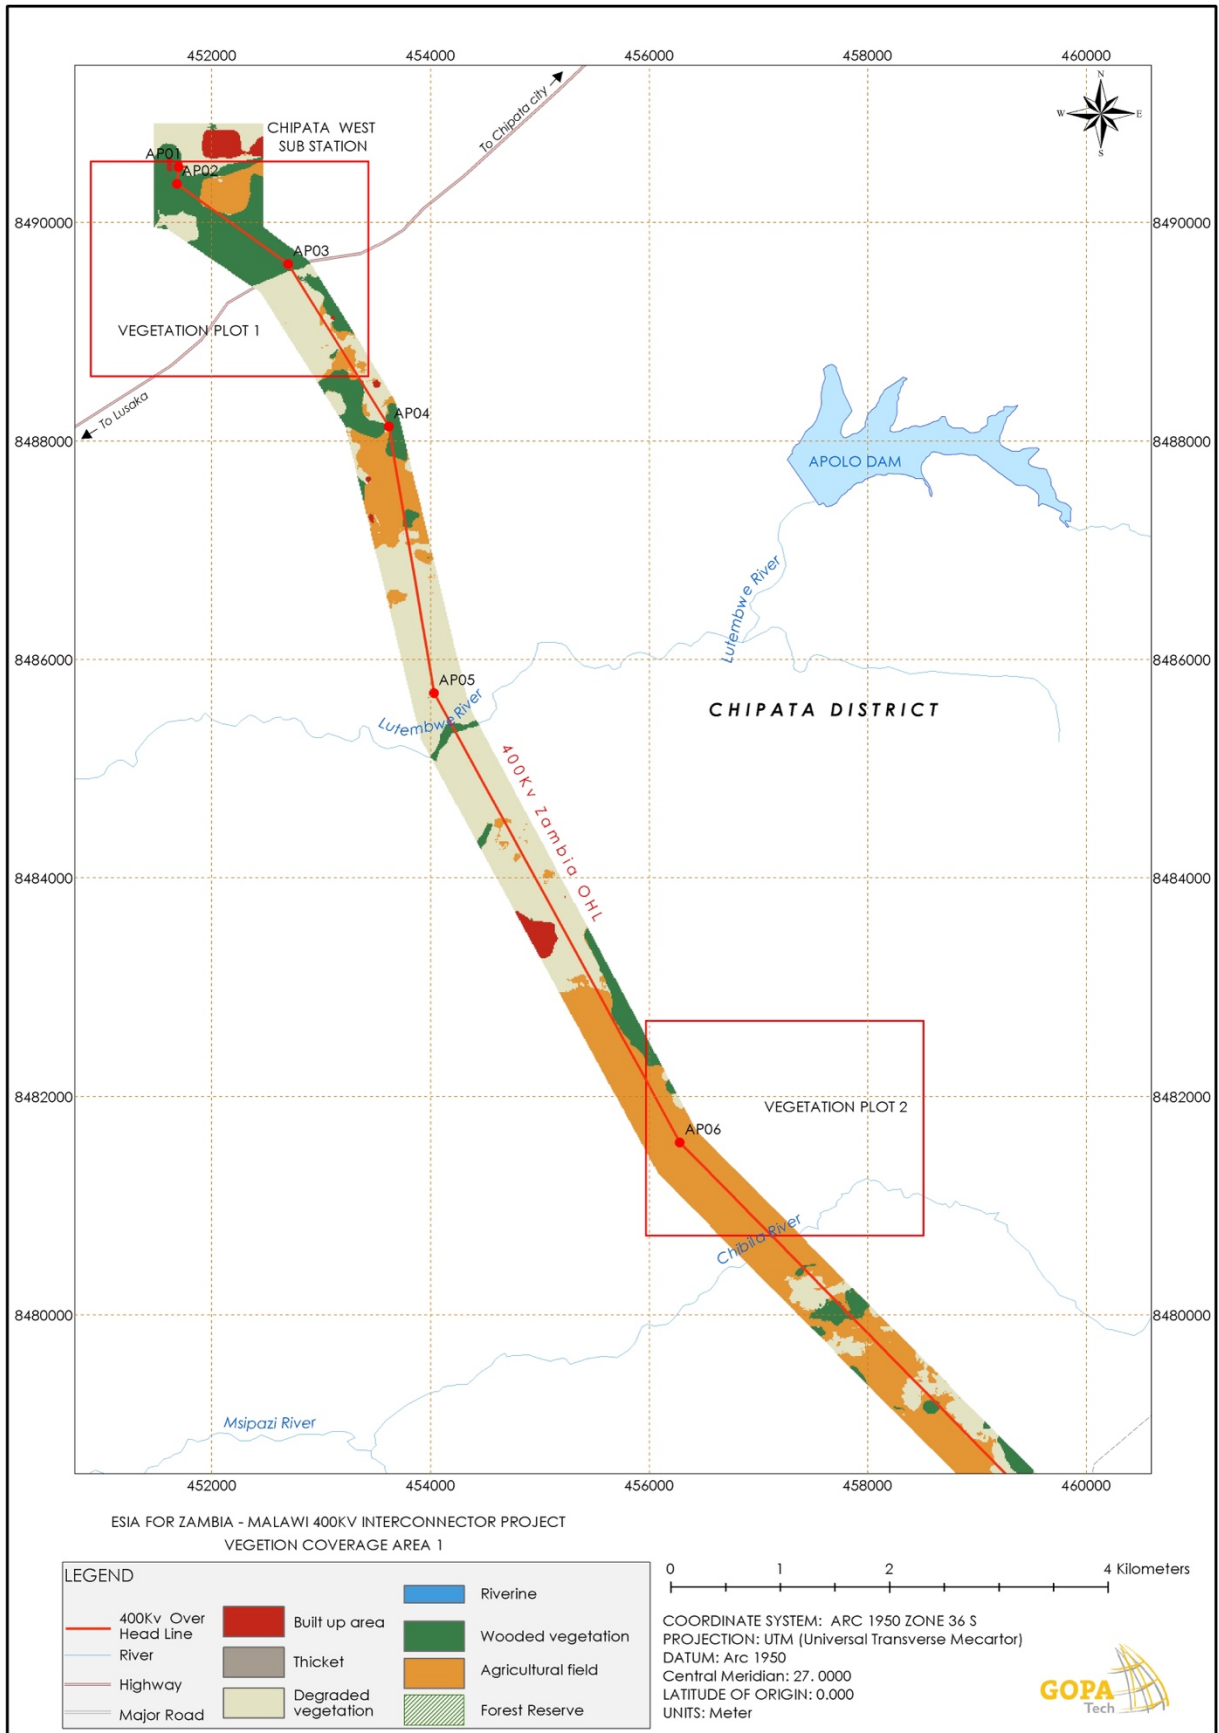 452000 454000 456000 458000 460000
N
W E
S
To Chipata city
CHIPATA WEST
SUB STATION
AP01
AP02
8490000 8490000
AP03
VEGETATION PLOT 1
To Lusaka
AP04
8488000 8488000
APOLO DAM
Lutembwe River
8486000 8486000
AP05
Lutembwe River
CHIPATA DISTRICT
400Kv Zambia OHL
8484000 8484000
8482000 8482000
VEGETATION PLOT 2
AP06
Chibila River
8480000 8480000
Msipazi River
452000 454000 456000 458000 460000
ESIA FOR ZAMBIA - MALAWI 400KV INTERCONNECTOR PROJECT
VEGETION COVERAGE AREA 1
LEGEND
400Kv Over
Head Line
River
Highway
Major Road
Built up area
Thicket
Degraded
vegetation
Riverine
Wooded vegetation
Agricultural field
Forest Reserve
0 1 2 4 Kilometers
COORDINATE SYSTEM: ARC 1950 ZONE 36 S
PROJECTION: UTM (Universal Transverse Mecartor)
DATUM: Arc 1950
Central Meridian: 27. 0000
LATITUDE OF ORIGIN: 0.000
UNITS: Meter
GOPA
Tech